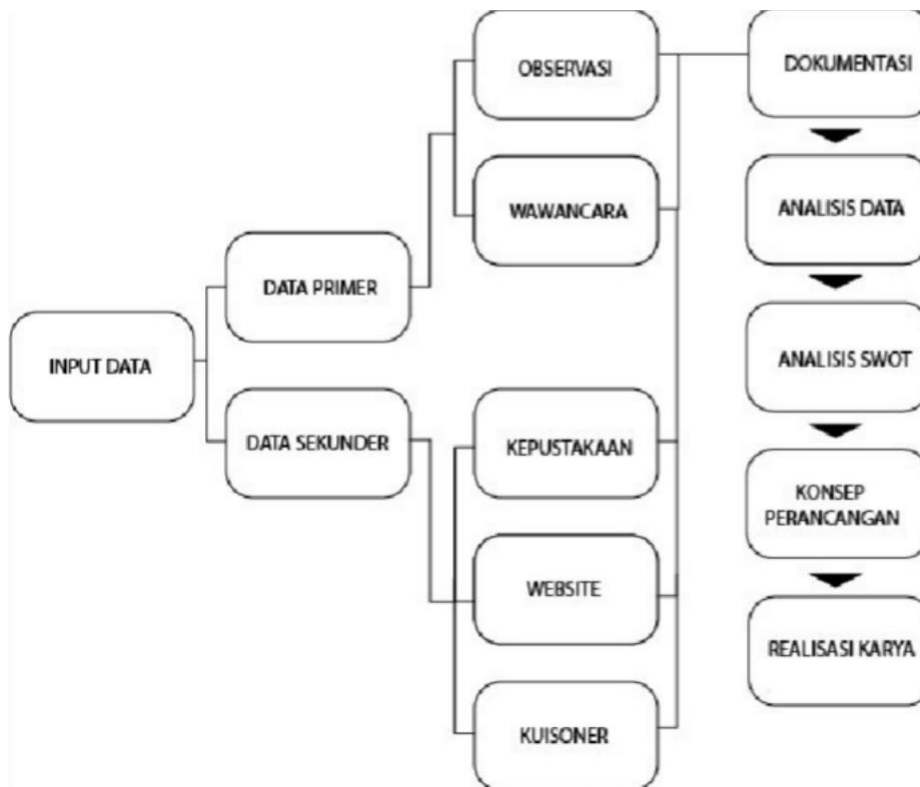 INPUT DATA
DATA PRIMER
DATA SEKUNDER
OBSERVASI
WAWANCARA
KEPUSTAKAAN
WEBSITE
KUISONER
DOKUMENTASI
ANALISIS DATA
ANALISIS SWOT
KONSEP
PERANCANGAN
REALISASI KARYA